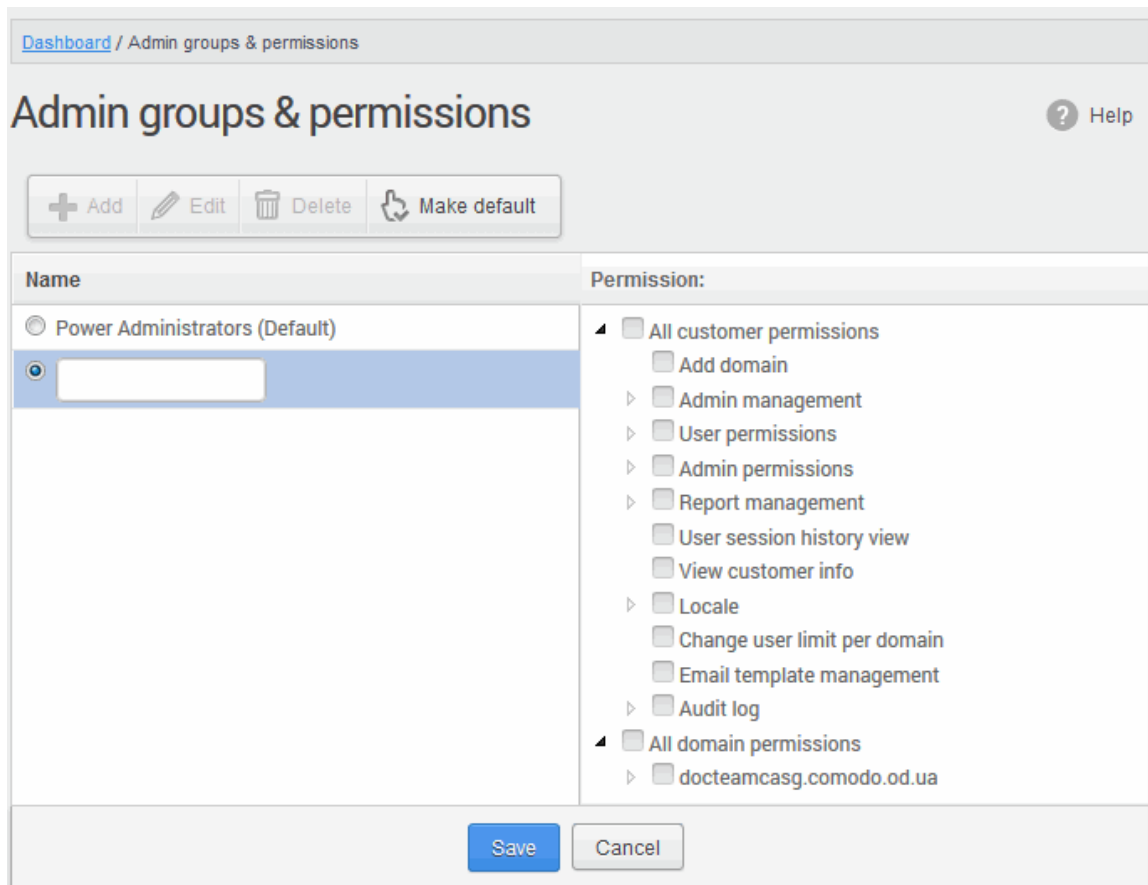 Dashboard / Admin groups & permissions
Admin groups & permissions
Help
Add Edit Delete Make default
Name Permission:
Power Administrators (Default)
All customer permissions
Add domain
Admin management
User permissions
Admin permissions
Report management
User session history view
View customer info
Locale
Change user limit per domain
Email template management
Audit log
All domain permissions
docteamcasg.comodo.od.ua
Save Cancel